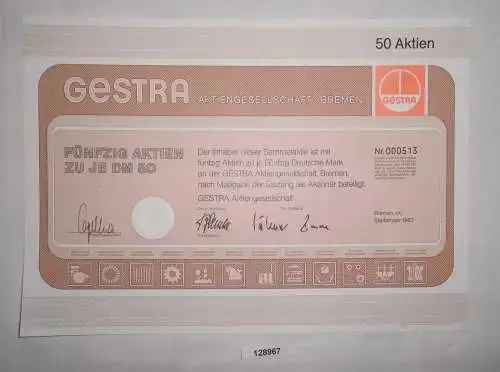 50 Aktien
GESTRA AKTIENGESELLSCHAFT BREMEN
GESTRA
FÜNFZIG AKTIEN
ZU JE DM 50
Der Inhaber dieser Sammelaktie ist mit
fünfzig Aktien zu je Fünfzig Deutsche Mark
an der GESTRA Aktiengesellschaft, Bremen,
nach Maßgabe der Satzung als Aktionär beteiligt.
GESTRA Aktiengesellschaft
Nr. 000513
Bremen, im
September
128967